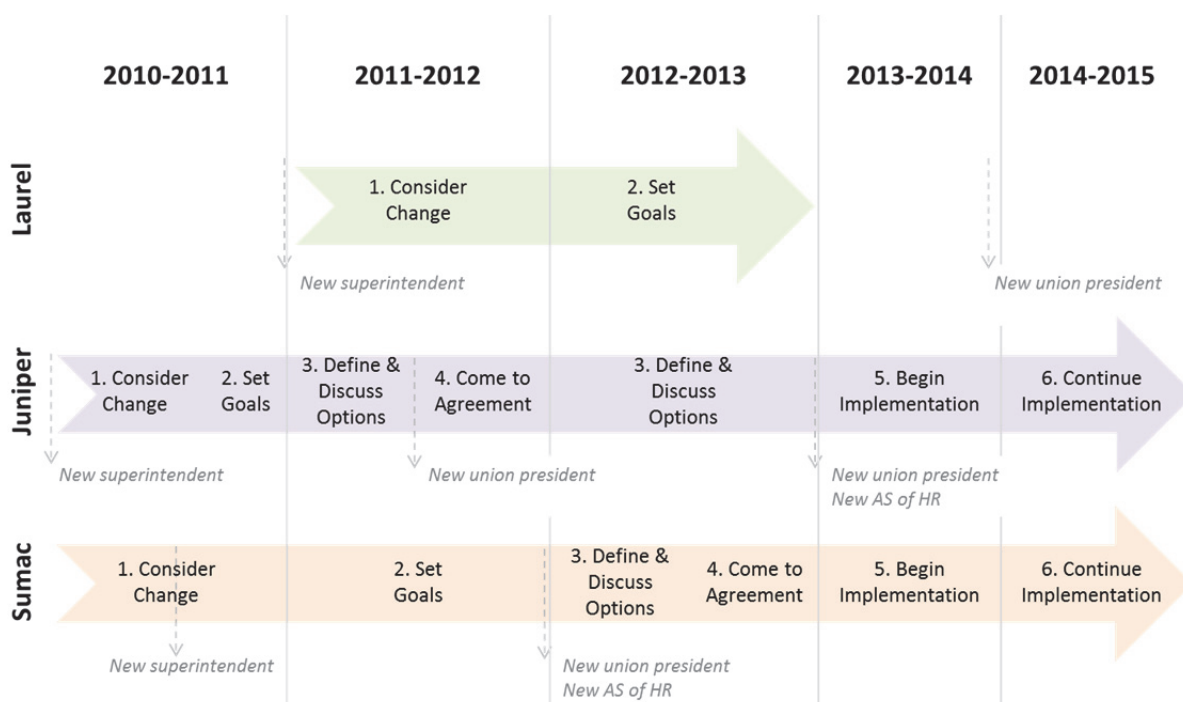 2010-2011
2011-2012
2012-2013
2013-2014
2014-2015
Laurel
1. Consider
Change
2. Set
Goals
New superintendent
New union president
Juniper
1. Consider
Change
2. Set
Goals
3. Define &
Discuss
Options
4. Come to
Agreement
3. Define &
Discuss
Options
5. Begin
Implementation
6. Continue
Implementation
New superintendent
New union president
New union president
New AS of HR
Sumac
1. Consider
Change
2. Set
Goals
3. Define &
Discuss
Options
4. Come to
Agreement
5. Begin
Implementation
6. Continue
Implementation
New superintendent
New union president
New AS of HR